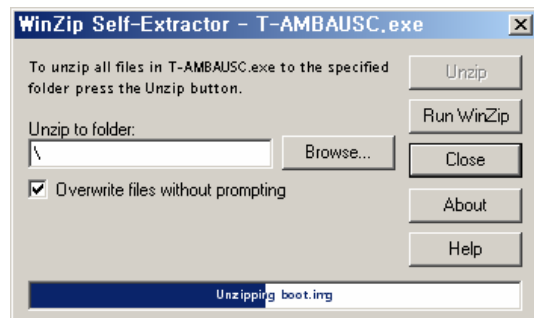 WinZip Self-Extractor - T-AMBAUSC.exe
To unzip all files in T-AMBAUSC.exe to the specified
folder press the Unzip button.
Unzip to folder:
\
Browse...
Overwrite files without prompting
Unzip
Run WinZip
Close
About
Help
Unzipping boot.img